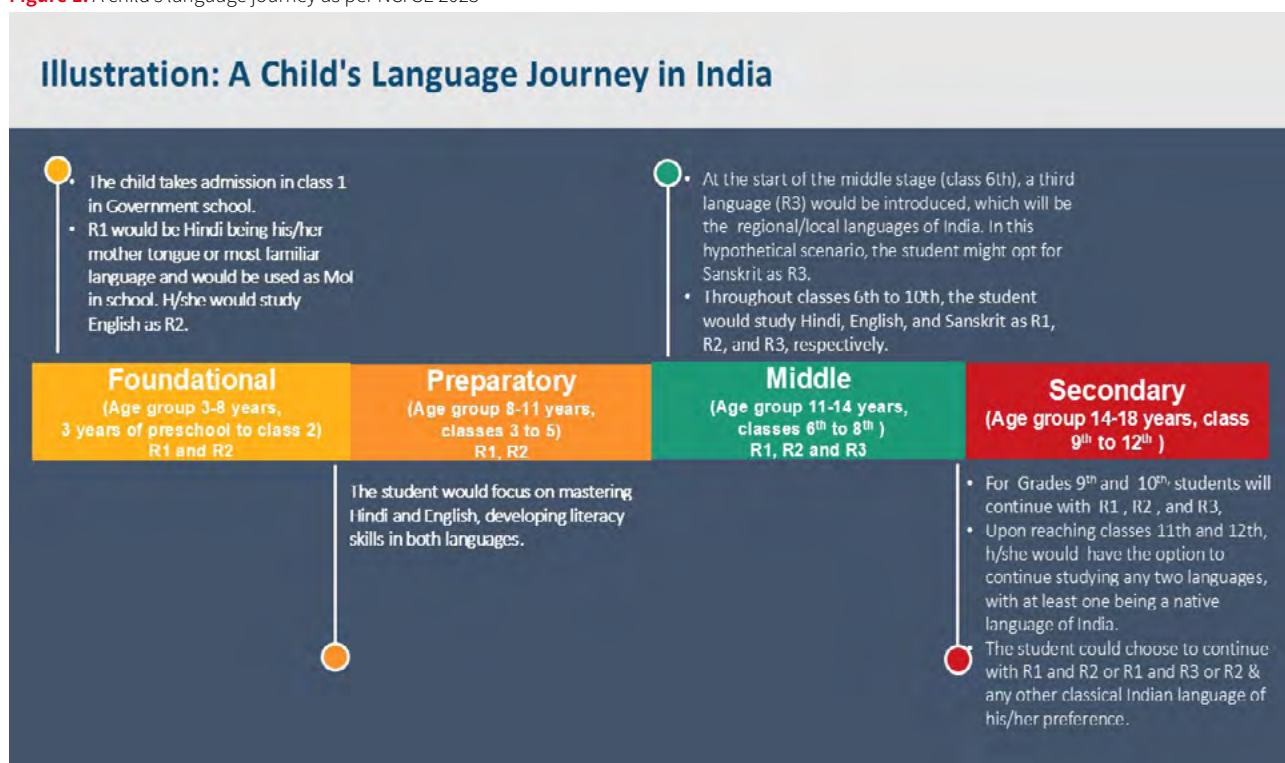 Illustration: A Child's Language Journey in India
• The child takes admission in class 1
in Government school.
• R1 would be Hindi being his/her
mother tongue or most familiar
language and would be used as MoI
in school. H/she would study
English as R2.
• At the start of the middle stage (class 6th), a third
language (R3) would be introduced, which will be
the regional/local languages of India. In this
hypothetical scenario, the student might opt for
Sanskrit as R3.
• Throughout classes 6th to 10th, the student
would study Hindi, English, and Sanskrit as R1,
R2, and R3, respectively.
Foundational
(Age group 3-8 years,
3 years of preschool to class 2)
R1 and R2
Preparatory
(Age group 8-11 years,
classes 3 to 5)
R1, R2
Middle
(Age group 11-14 years,
classes 6th to 8th )
R1, R2 and R3
Secondary
(Age group 14-18 years, class
9th to 12th )
The student would focus on mastering
Hindi and English, developing literacy
skills in both languages.
• For Grades 9th and 10th, students will
continue with R1 , R2 , and R3,
• Upon reaching classes 11th and 12th,
h/she would have the option to
continue studying any two languages,
with at least one being a native
language of India.
• The student could choose to continue
with R1 and R2 or R1 and R3 or R2 &
any other classical Indian language of
his/her preference.